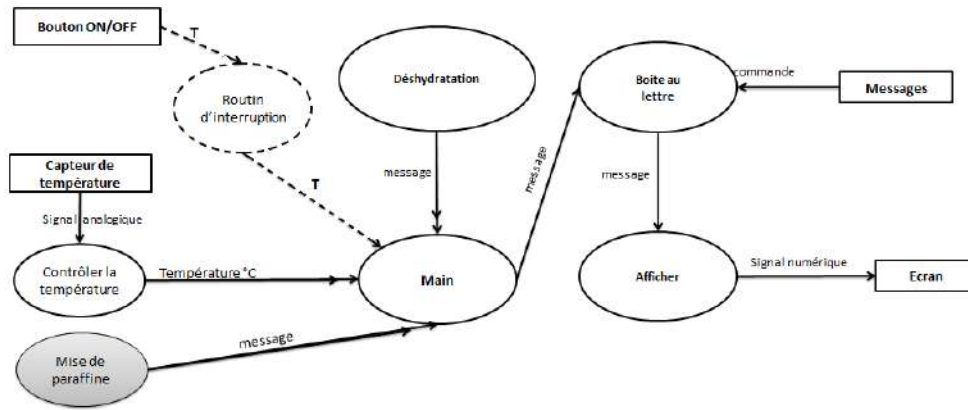 Bouton ON/OFF
T
Routin
d'interruption
Déshydratation
Boite au
lettre
commande
Messages
Capteur de
température
T
message
message
message
Signal analogique
Contrôler la
température
Température °C
Main
Afficher
Signal numérique
Ecran
message
Mise de
paraffine